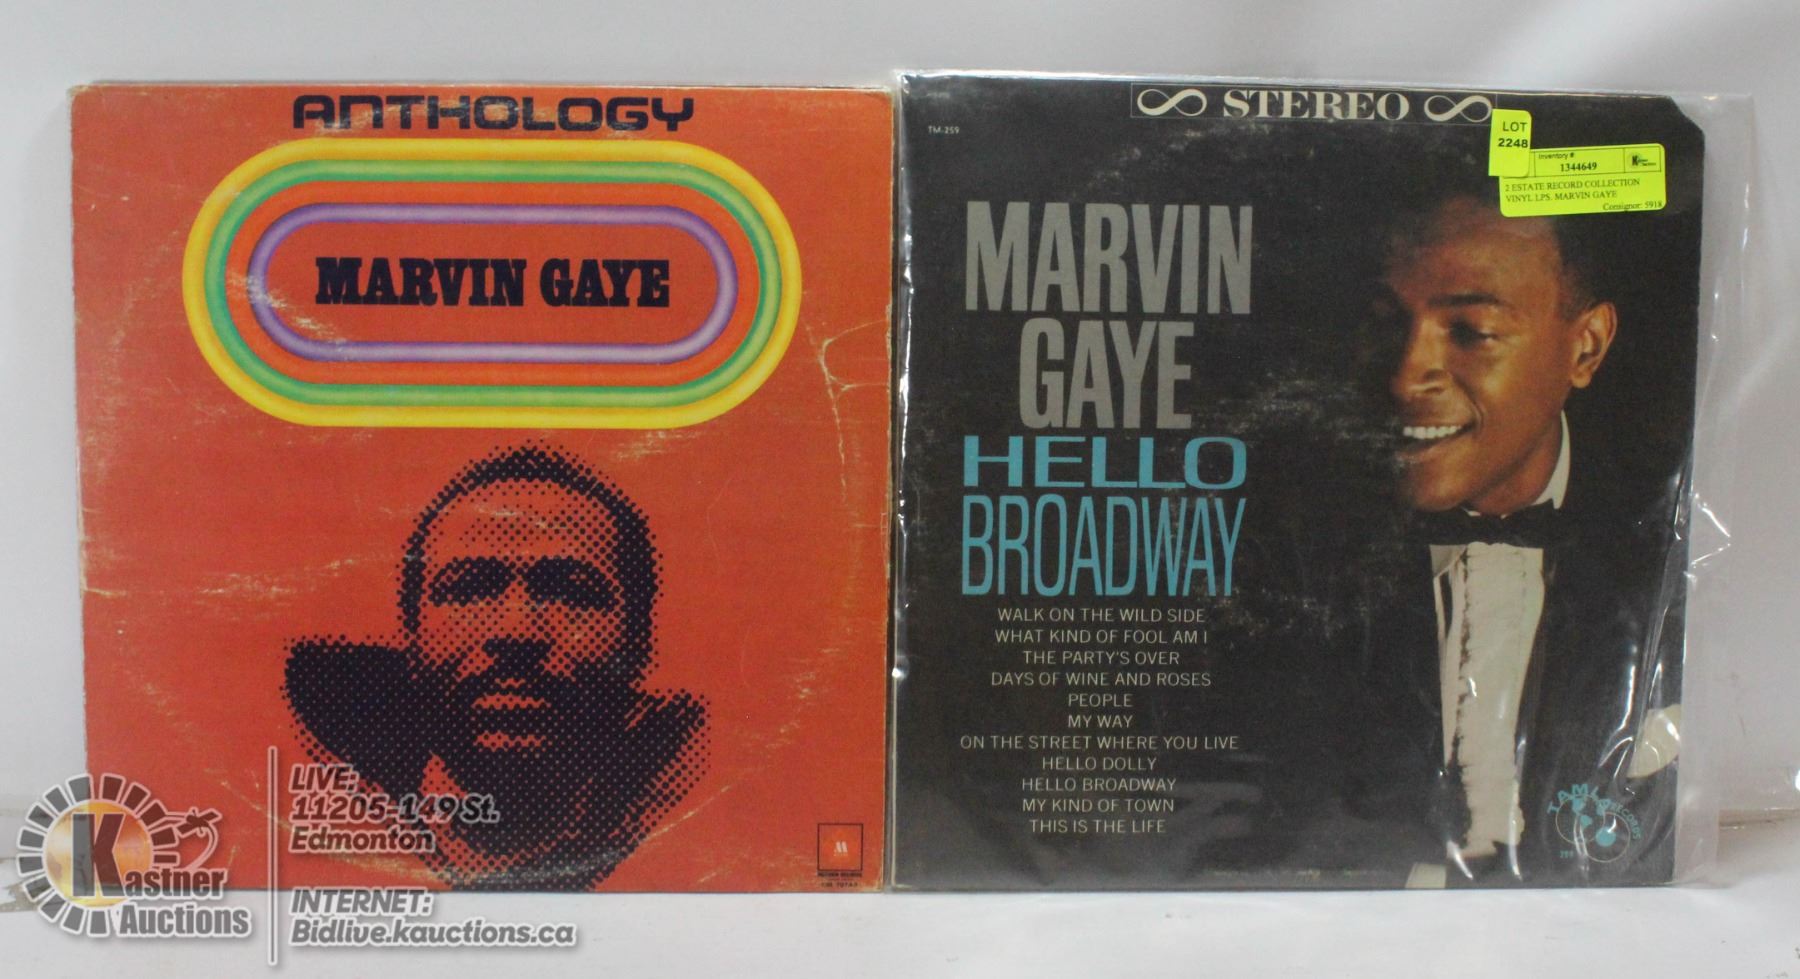 ANTHOLOGY
MARVIN GAYE
STEREO
TM-259
LOT
2248
Inventory #:
1344649
2 ESTATE RECORD COLLECTION
VINYL LPS. MARVIN GAYE
Consignor: 5918
MARVIN
GAYE
HELLO
BROADWAY
WALK ON THE WILD SIDE
WHAT KIND OF FOOL AM I
THE PARTY'S OVER
DAYS OF WINE AND ROSES
PEOPLE
MY WAY
ON THE STREET WHERE YOU LIVE
HELLO DOLLY
HELLO BROADWAY
MY KIND OF TOWN
THIS IS THE LIFE
TAMLA RECORDS
259
M
Kastner
Auctions
LIVE:
11205-149 St.
Edmonton
INTERNET:
Bidlive.kauctions.ca